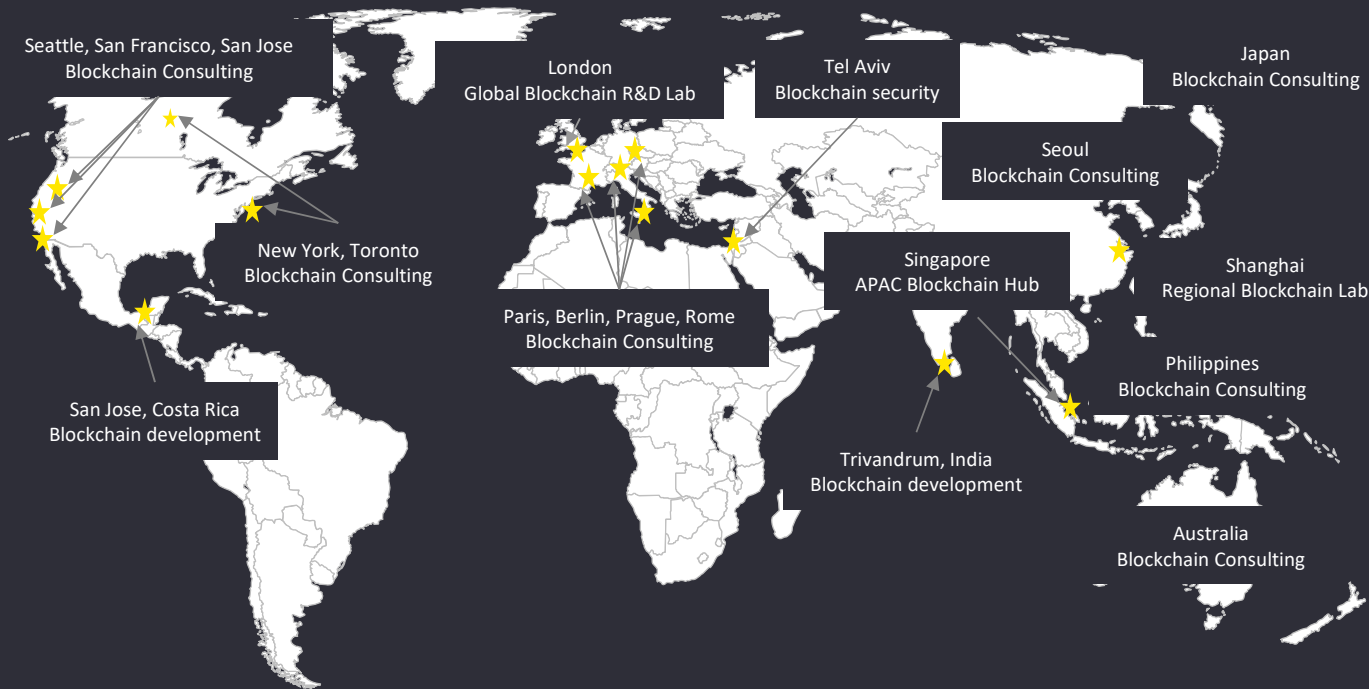 Seattle, San Francisco, San Jose
Blockchain Consulting
London
Global Blockchain R&D Lab
Tel Aviv
Blockchain security
Japan
Blockchain Consulting
Seoul
Blockchain Consulting
New York, Toronto
Blockchain Consulting
Singapore
APAC Blockchain Hub
Shanghai
Regional Blockchain Lab
Paris, Berlin, Prague, Rome
Blockchain Consulting
Philippines
Blockchain Consulting
San Jose, Costa Rica
Blockchain development
Trivandrum, India
Blockchain development
Australia
Blockchain Consulting